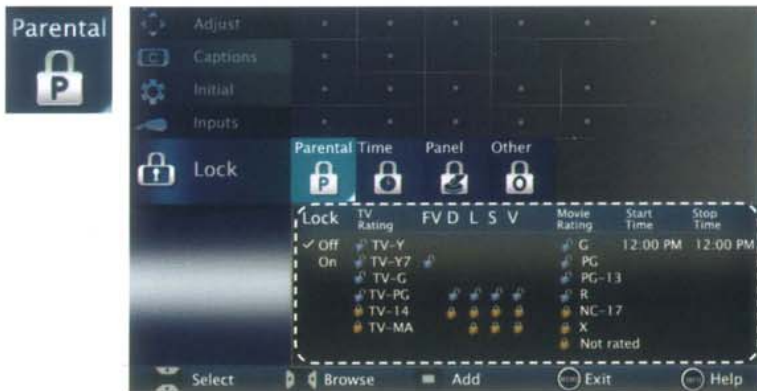 Parental
P
Adjust
C Captions
Initial
Inputs
Lock
Parental Time Panel Other
P O
Lock TV Rating FV D L S V Movie Rating Start Time Stop Time
✓ Off TV-Y G 12:00 PM 12:00 PM
On TV-Y7 PG
TV-G PG-13
TV-PG R
TV-14 NC-17
TV-MA X
Not rated
Select Browse Add Exit Help